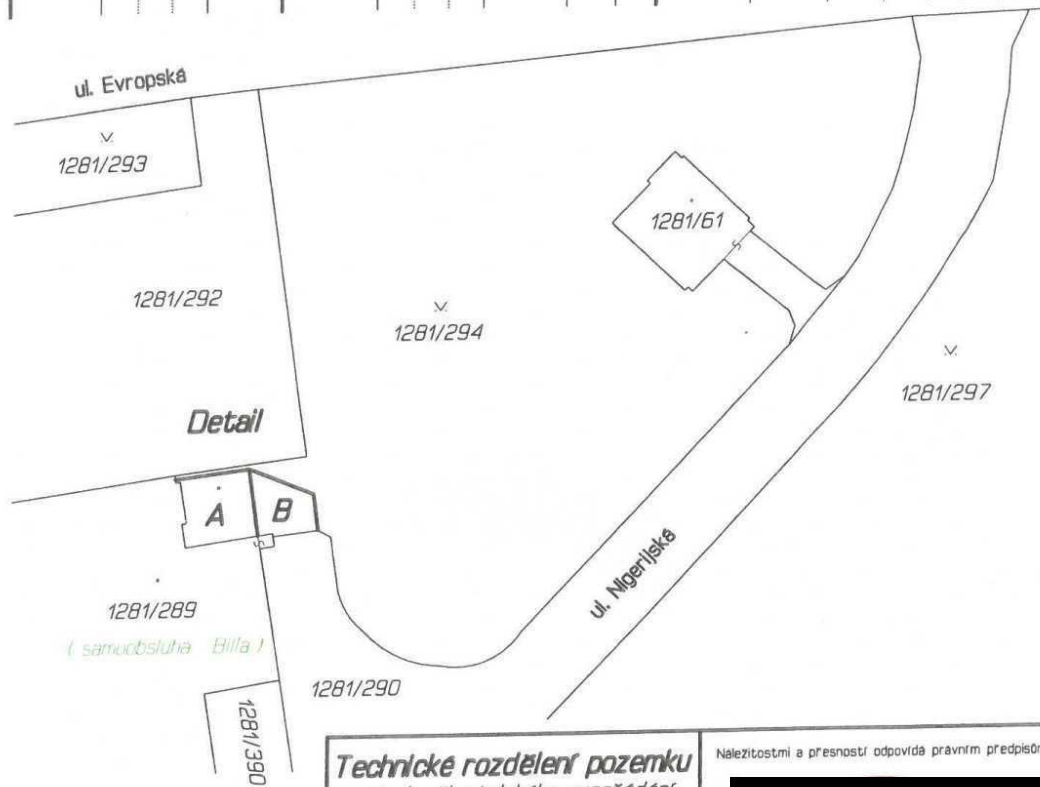 ul. Evropská
1281/293
1281/61
1281/292
1281/294
1281/297
Detail
A
B
ul. Nigerijská
1281/289
( samoobsluha Billa )
1281/290
1281/390
Technické rozdělení pozemku
Náležitostmi a přesností odpovídá právním předpisům